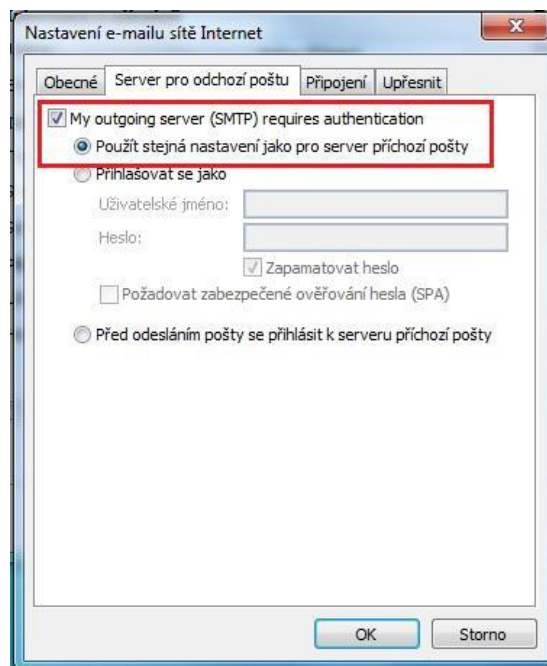 Nastavení e-mailu sítě Internet
Obecné Server pro odchozí poštu Připojení Upřesnit
My outgoing server (SMTP) requires authentication
Použít stejná nastavení jako pro server příchozí pošty
Přihlašovat se jako
Uživatelské jméno:
Heslo:
Zapamatovat heslo
Požadovat zabezpečené ověřování hesla (SPA)
Před odesláním pošty se přihlásit k serveru příchozí pošty
OK Storno